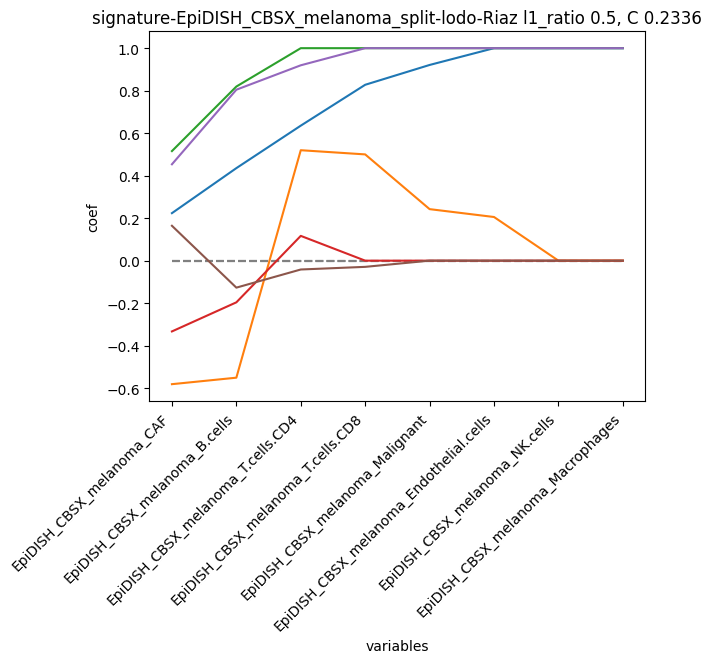 signature-EpiDISH_CBSX_melanoma_split-lodo-Riaz l1_ratio 0.5, C 0.2336
1.0
0.8
0.6
0.4
0.2
0.0
−0.2
−0.4
−0.6
coef
EpiDISH_CBSX_melanoma_CAF
EpiDISH_CBSX_melanoma_B.cells
EpiDISH_CBSX_melanoma_T.cells.CD4
EpiDISH_CBSX_melanoma_T.cells.CD8
EpiDISH_CBSX_melanoma_Malignant
EpiDISH_CBSX_melanoma_Endothelial.cells
EpiDISH_CBSX_melanoma_NK.cells
EpiDISH_CBSX_melanoma_Macrophages
variables